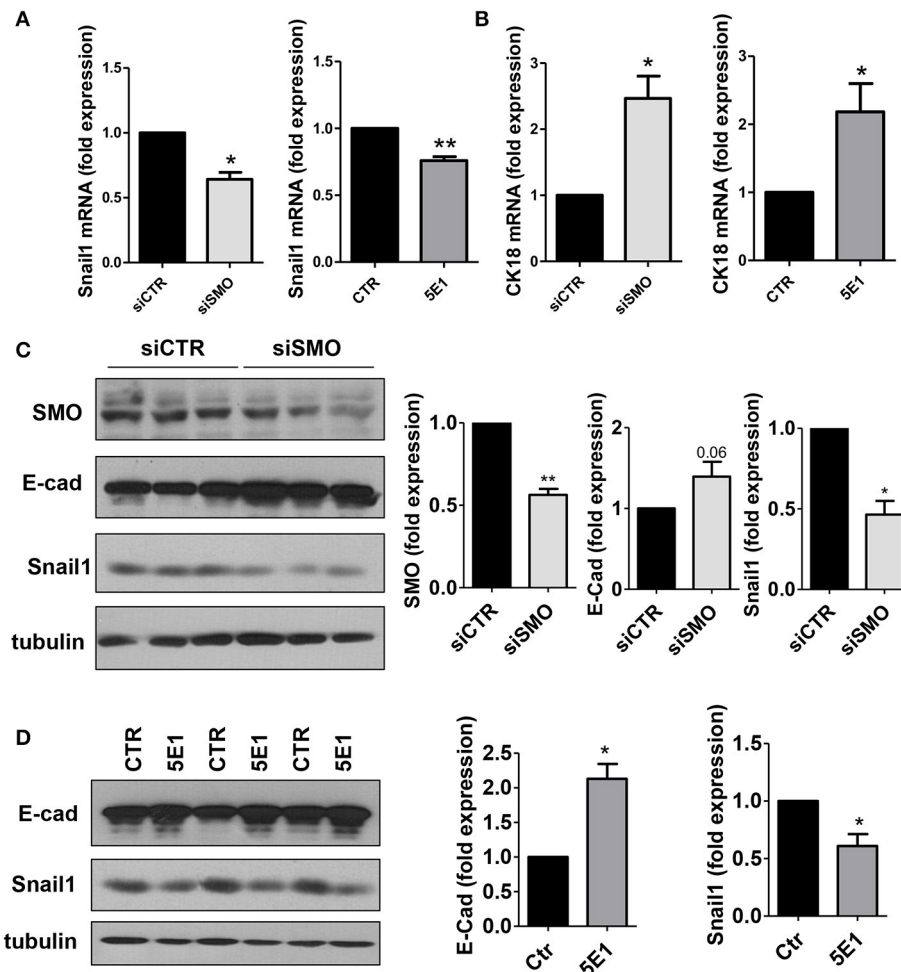 A
Snail1 mRNA (fold expression)
1.5
1.0
0.5
0.0
*
siCTR
siSMO
Snail1 mRNA (fold expression)
1.5
1.0
0.5
0.0
**
CTR
5E1
B
CK18 mRNA (fold expression)
3
2
1
0
*
siCTR
siSMO
CK18 mRNA (fold expression)
3
2
1
0
*
CTR
5E1
C
siCTR
siSMO
SMO
E-cad
Snail1
tubulin
SMO (fold expression)
1.0
0.5
0.0
**
siCTR
siSMO
E-Cad (fold expression)
2
1
0
0.06
siCTR
siSMO
Snail1 (fold expression)
1.0
0.5
0.0
*
siCTR
siSMO
D
CTR
5E1
CTR
5E1
CTR
5E1
E-cad
Snail1
tubulin
E-Cad (fold expression)
2.5
2.0
1.5
1.0
0.5
0.0
*
Ctr
5E1
Snail1 (fold expression)
1.5
1.0
0.5
0.0
*
Ctr
5E1